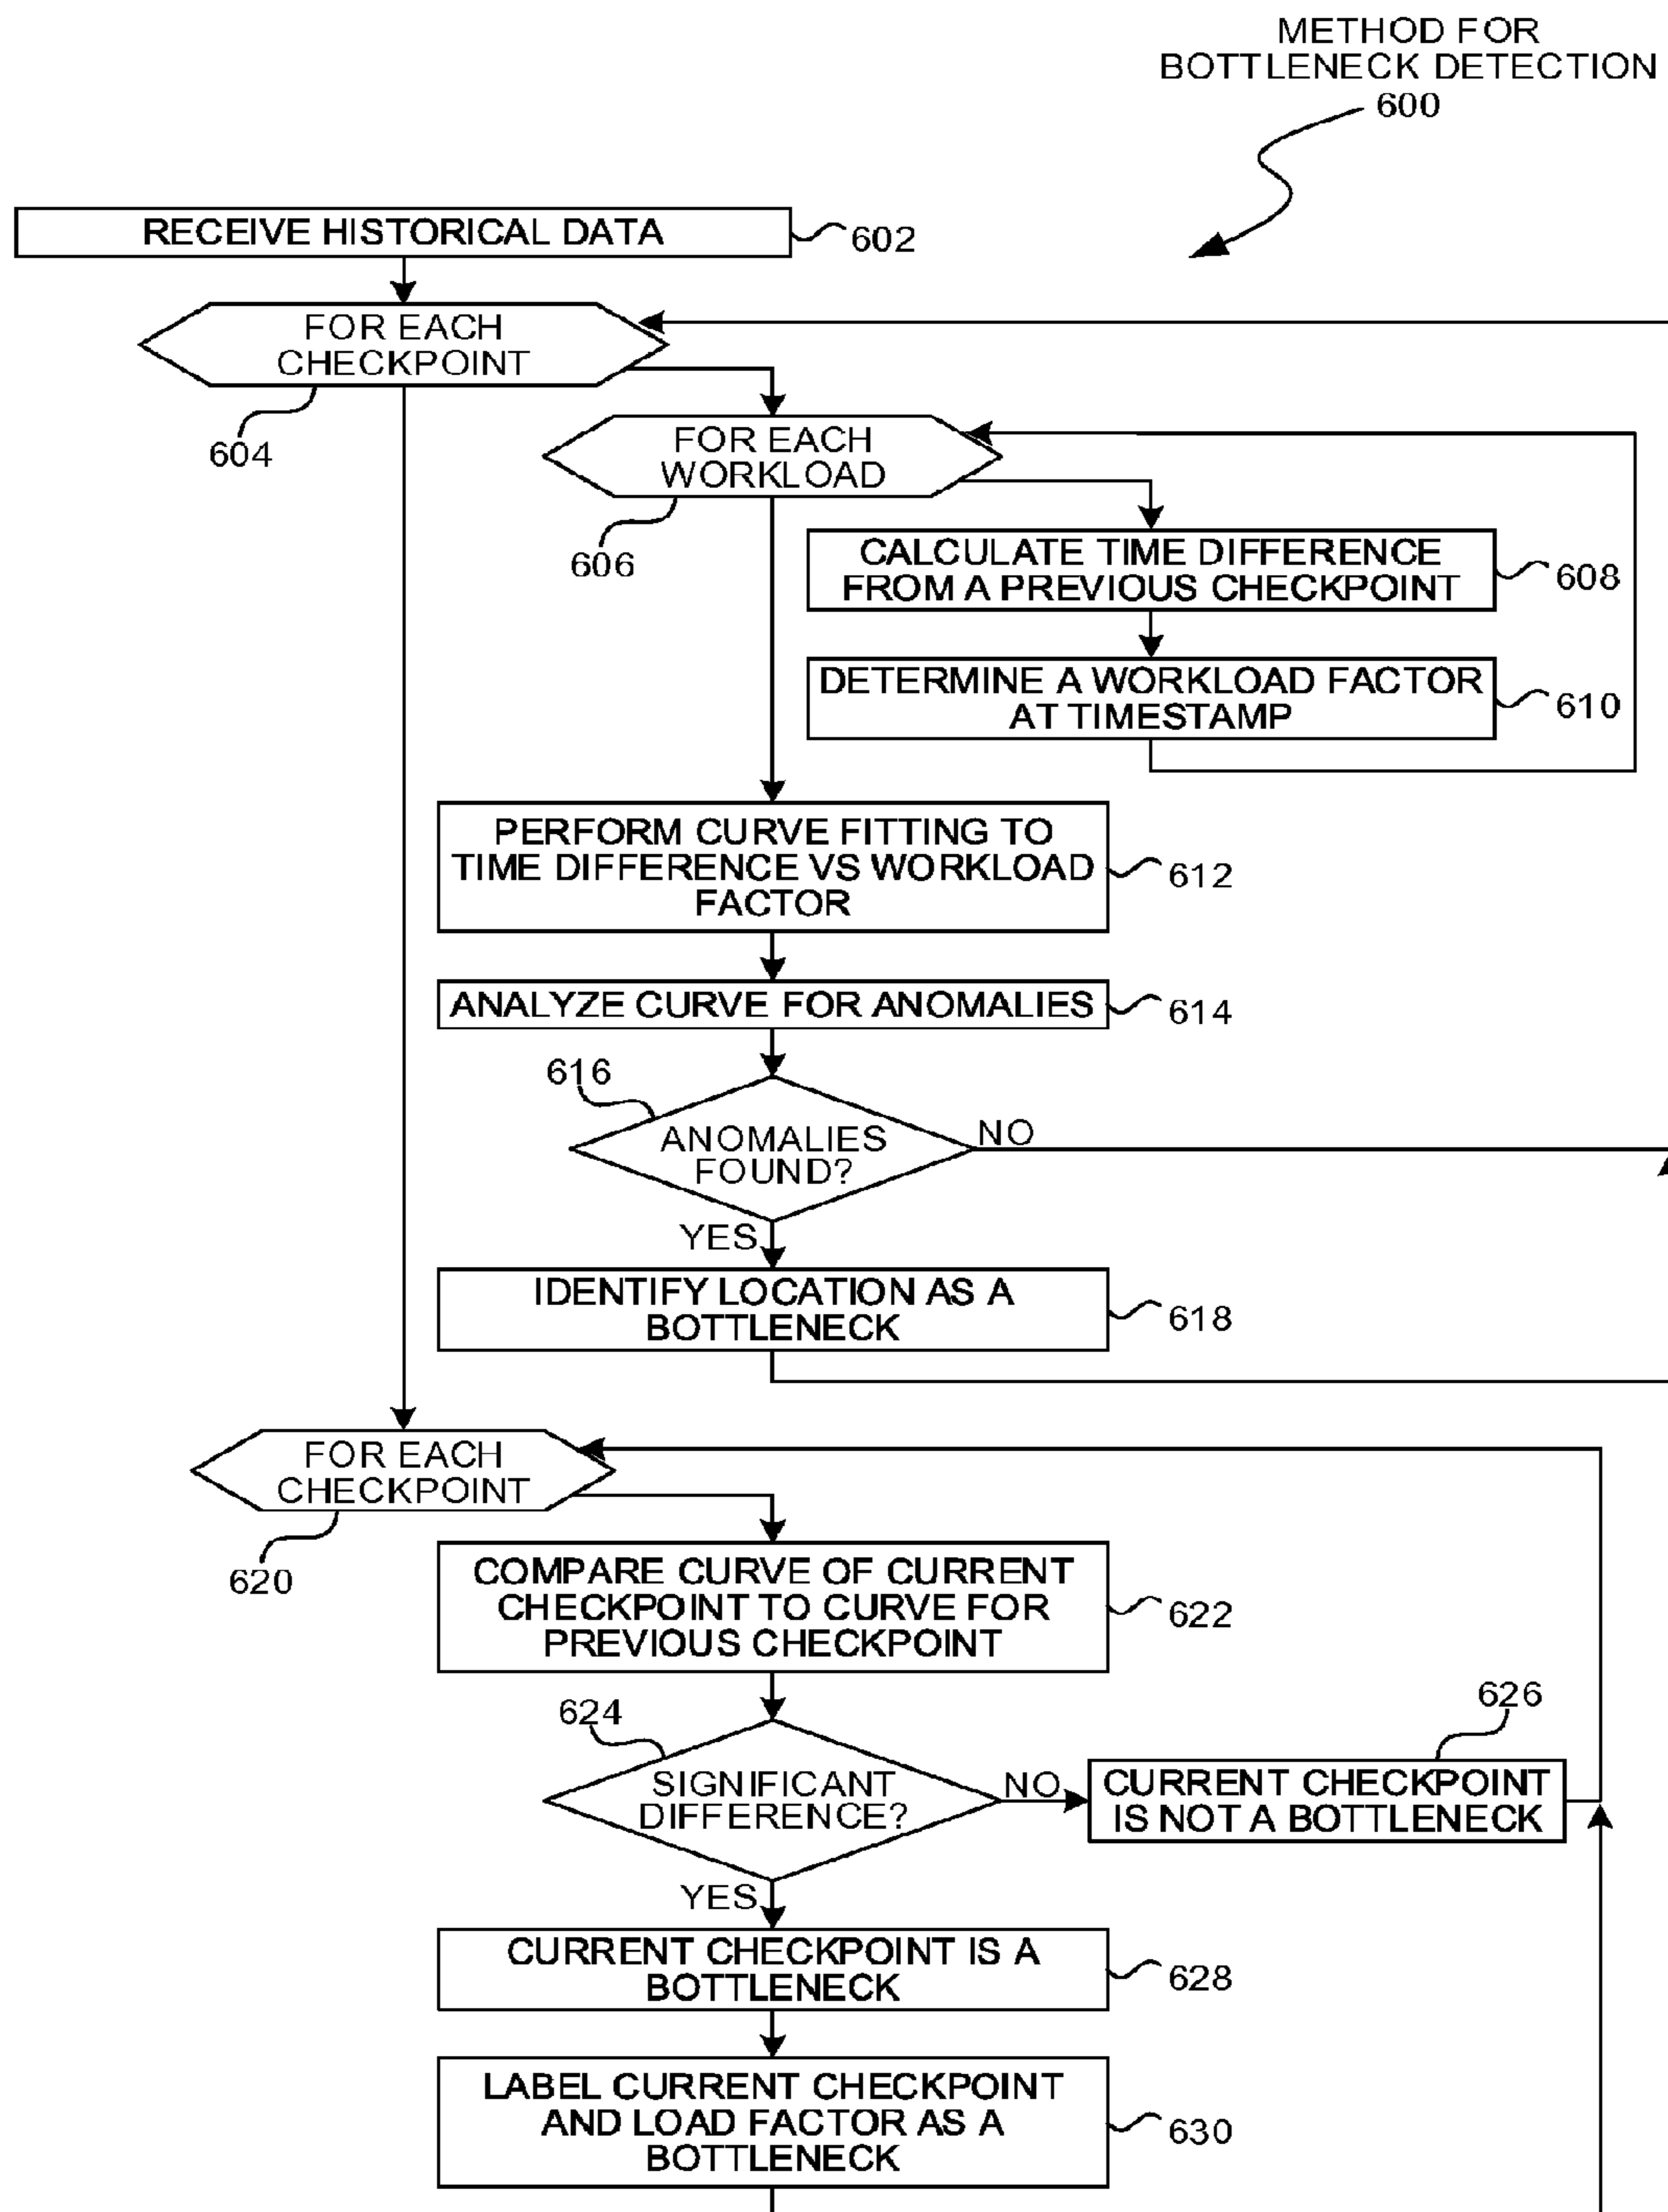 METHOD FOR
BOTTLENECK DETECTION
600
RECEIVE HISTORICAL DATA
602
FOR EACH
CHECKPOINT
604
FOR EACH
WORKLOAD
606
CALCULATE TIME DIFFERENCE
FROM A PREVIOUS CHECKPOINT
608
DETERMINE A WORKLOAD FACTOR
AT TIMESTAMP
610
PERFORM CURVE FITTING TO
TIME DIFFERENCE VS WORKLOAD
FACTOR
612
ANALYZE CURVE FOR ANOMALIES
614
616
ANOMALIES
FOUND?
NO
YES
IDENTIFY LOCATION AS A
BOTTLENECK
618
FOR EACH
CHECKPOINT
620
COMPARE CURVE OF CURRENT
CHECKPOINT TO CURVE FOR
PREVIOUS CHECKPOINT
622
624
SIGNIFICANT
DIFFERENCE?
NO
626
CURRENT CHECKPOINT
IS NOT A BOTTLENECK
YES
CURRENT CHECKPOINT IS A
BOTTLENECK
628
LABEL CURRENT CHECKPOINT
AND LOAD FACTOR AS A
BOTTLENECK
630